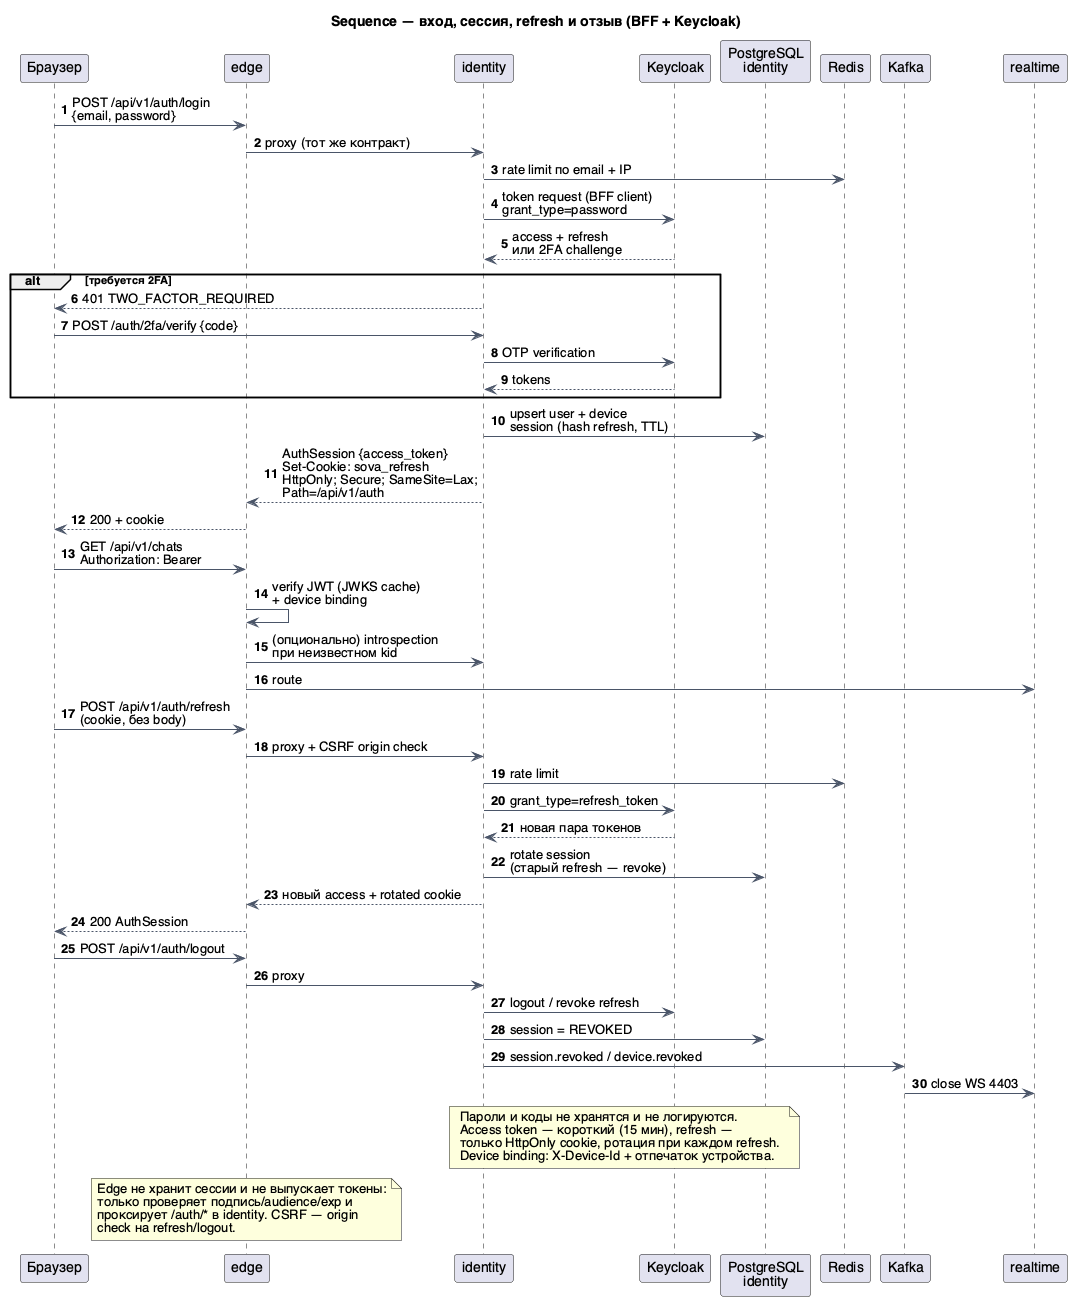 Sequence — вход, сессия, refresh и отзыв (BFF + Keycloak)
Браузер
edge
identity
Keycloak
PostgreSQL
identity
Redis
Kafka
realtime
1 POST /api/v1/auth/login
{email, password}
2 proxy (тот же контракт)
3 rate limit по email + IP
4 token request (BFF client)
grant_type=password
5 access + refresh
или 2FA challenge
alt [требуется 2FA]
6 401 TWO_FACTOR_REQUIRED
7 POST /auth/2fa/verify {code}
8 OTP verification
9 tokens
10 upsert user + device
session (hash refresh, TTL)
11 AuthSession {access_token}
Set-Cookie: sova_refresh
HttpOnly; Secure; SameSite=Lax;
Path=/api/v1/auth
12 200 + cookie
13 GET /api/v1/chats
Authorization: Bearer
14 verify JWT (JWKS cache)
+ device binding
15 (опционально) introspection
при неизвестном kid
16 route
17 POST /api/v1/auth/refresh
(cookie, без body)
18 proxy + CSRF origin check
19 rate limit
20 grant_type=refresh_token
21 новая пара токенов
22 rotate session
(старый refresh — revoke)
23 новый access + rotated cookie
24 200 AuthSession
25 POST /api/v1/auth/logout
26 proxy
27 logout / revoke refresh
28 session = REVOKED
29 session.revoked / device.revoked
30 close WS 4403
Пароли и коды не хранятся и не логируются.
Access token — короткий (15 мин), refresh —
только HttpOnly cookie, ротация при каждом refresh.
Device binding: X-Device-Id + отпечаток устройства.
Edge не хранит сессии и не выпускает токены:
только проверяет подпись/audience/exp и
проксирует /auth/* в identity. CSRF — origin
check на refresh/logout.
Браузер
edge
identity
Keycloak
PostgreSQL
identity
Redis
Kafka
realtime